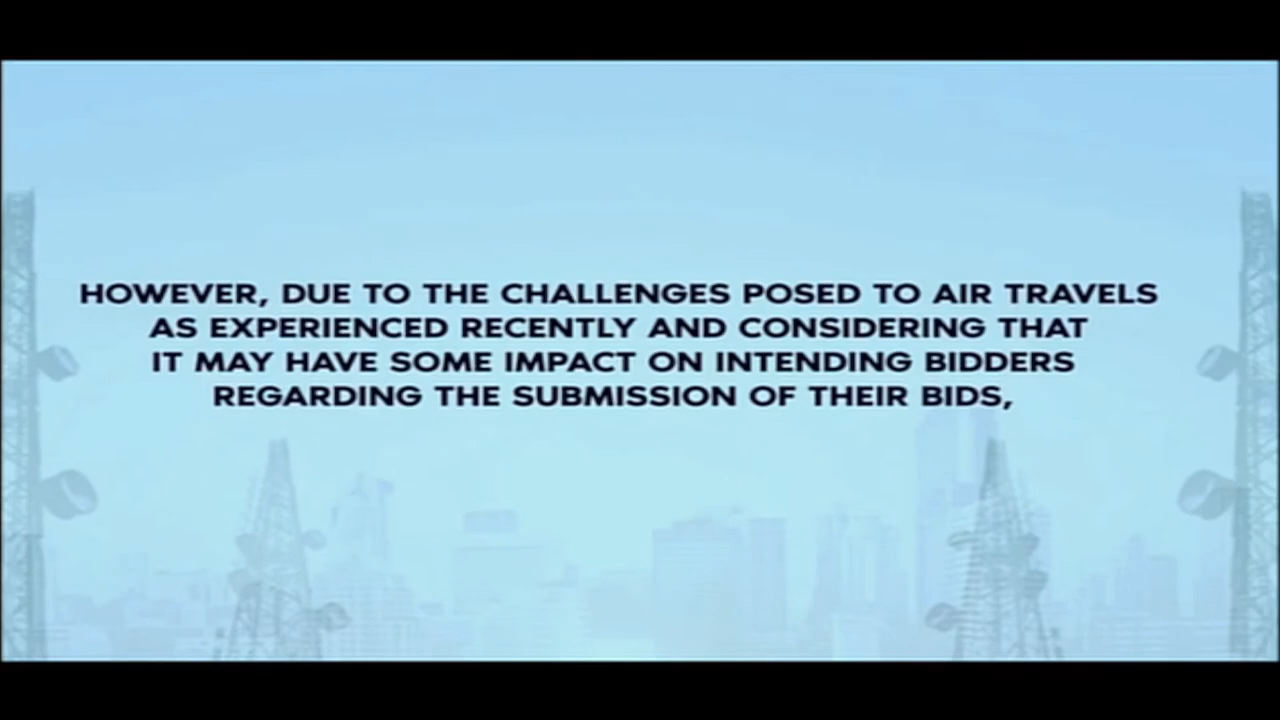 HOWEVER, DUE TO THE CHALLENGES POSED TO AIR TRAVELS
AS EXPERIENCED RECENTLY AND CONSIDERING THAT
IT MAY HAVE SOME IMPACT ON INTENDING BIDDERS
REGARDING THE SUBMISSION OF THEIR BIDS,